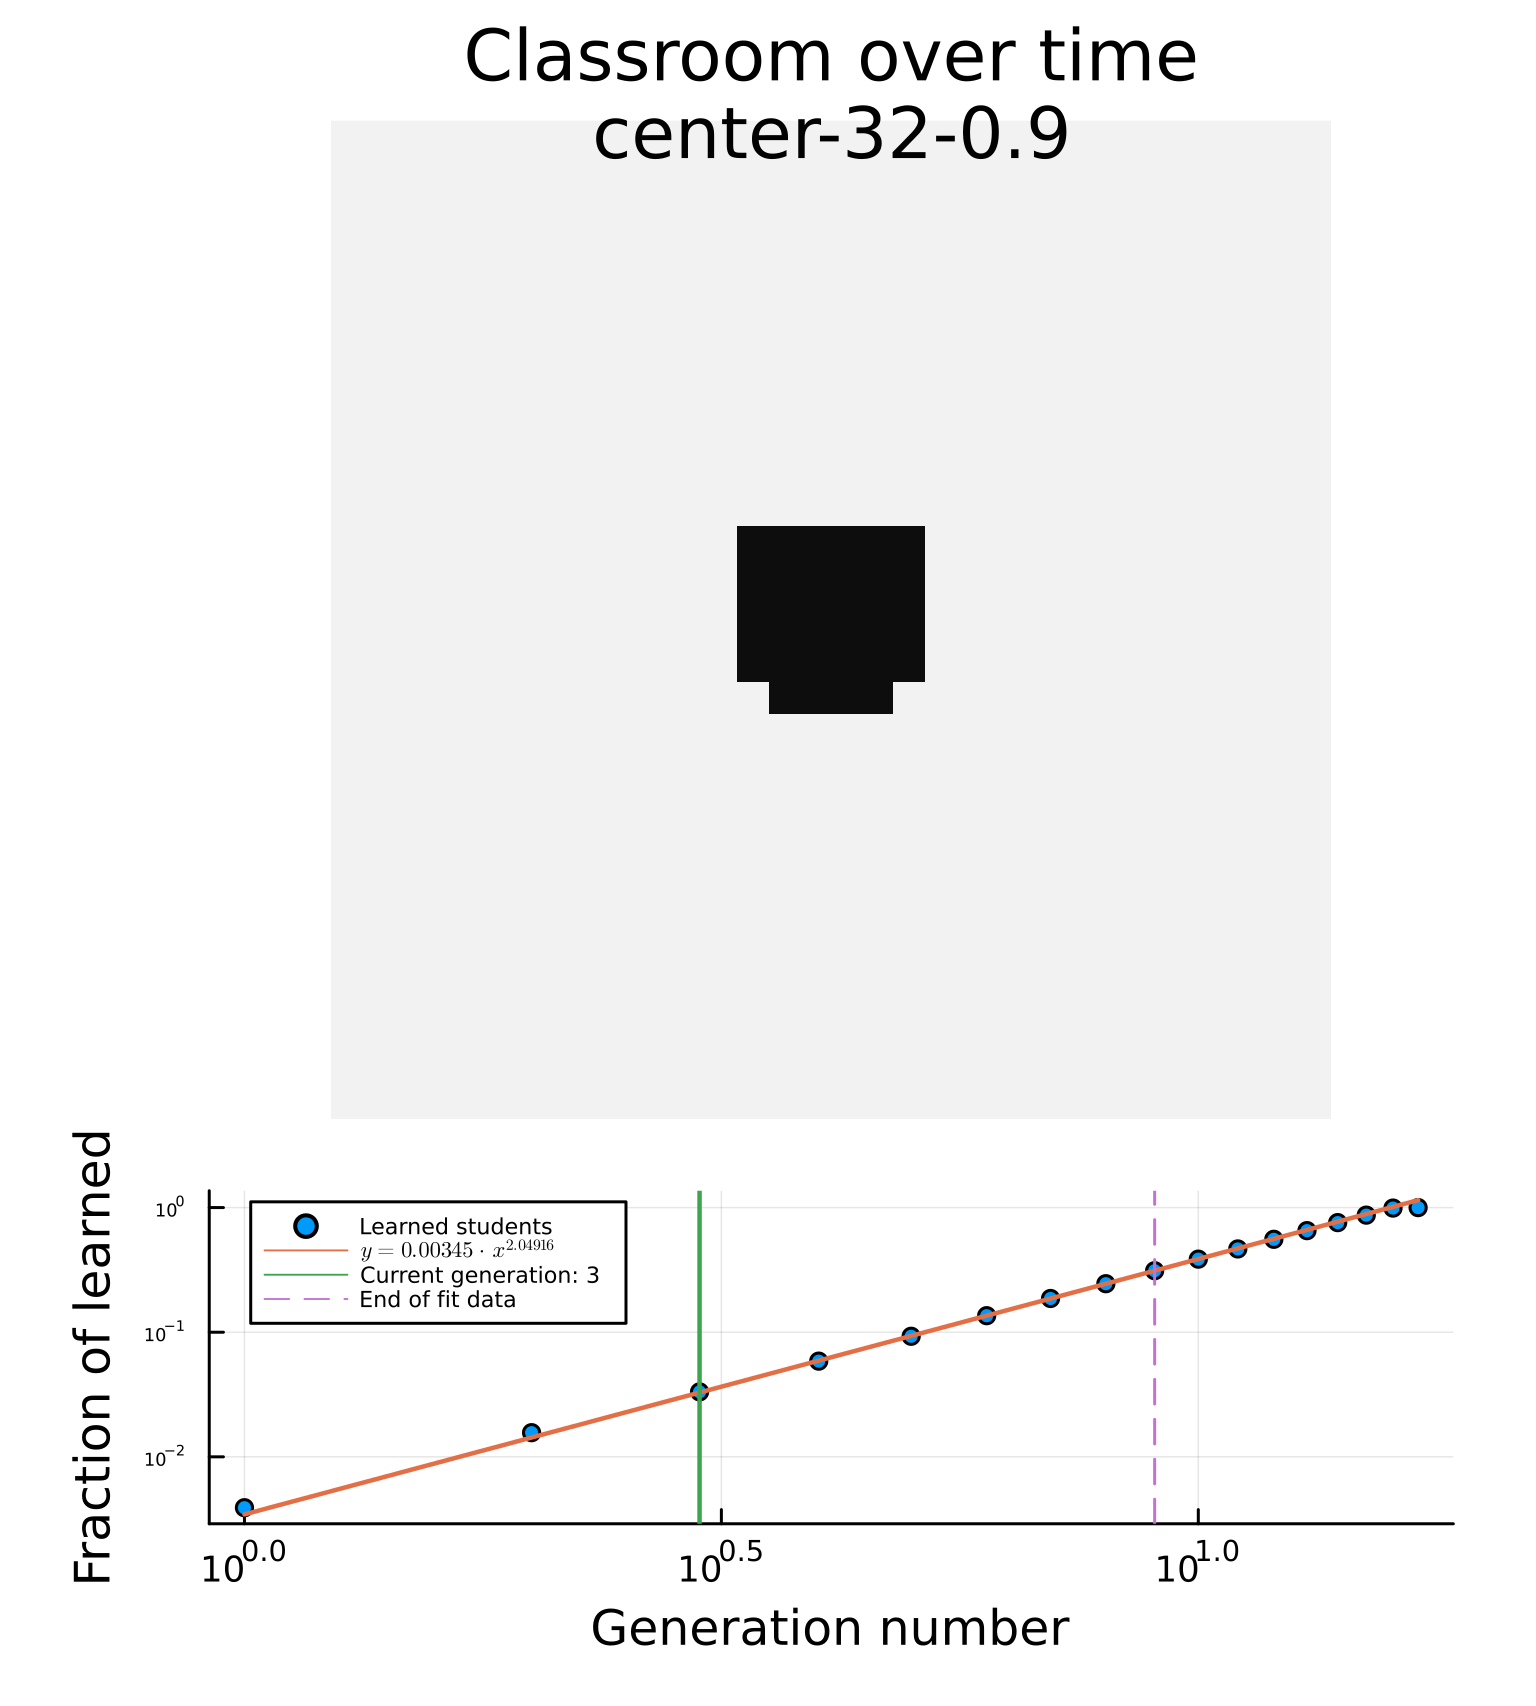 Classroom over time
center-32-0.9
Fraction of learned
10⁰
10⁻¹
10⁻²
Learned students
y = 0.00345 · x^2.04916
Current generation: 3
End of fit data
10^0.0
10^0.5
10^1.0
Generation number